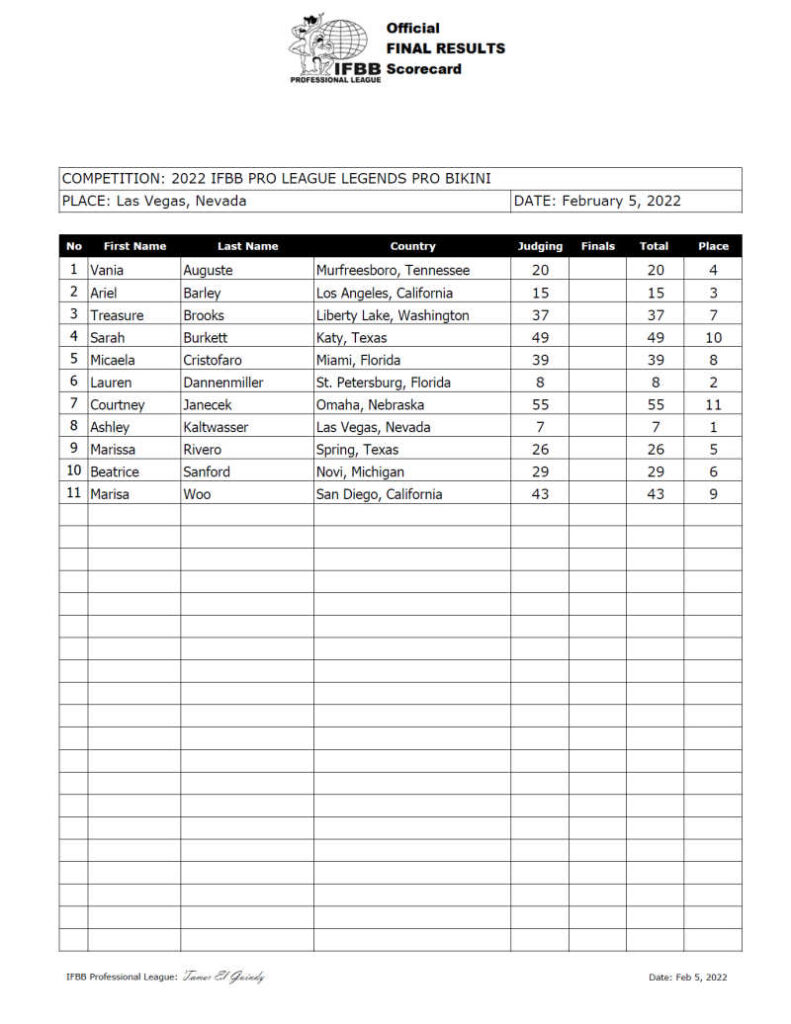 Official
FINAL RESULTS
IFBB Scorecard
PROFESSIONAL LEAGUE
COMPETITION: 2022 IFBB PRO LEAGUE LEGENDS PRO BIKINI
PLACE: Las Vegas, Nevada DATE: February 5, 2022
No First Name Last Name Country Judging Finals Total Place
1 Vania Auguste Murfreesboro, Tennessee 20 20 4
2 Ariel Barley Los Angeles, California 15 15 3
3 Treasure Brooks Liberty Lake, Washington 37 37 7
4 Sarah Burkett Katy, Texas 49 49 10
5 Micaela Cristofaro Miami, Florida 39 39 8
6 Lauren Dannenmiller St. Petersburg, Florida 8 8 2
7 Courtney Janecek Omaha, Nebraska 55 55 11
8 Ashley Kaltwasser Las Vegas, Nevada 7 7 1
9 Marissa Rivero Spring, Texas 26 26 5
10 Beatrice Sanford Novi, Michigan 29 29 6
11 Marisa Woo San Diego, California 43 43 9
IFBB Professional League: Tamer El Guindy Date: Feb 5, 2022